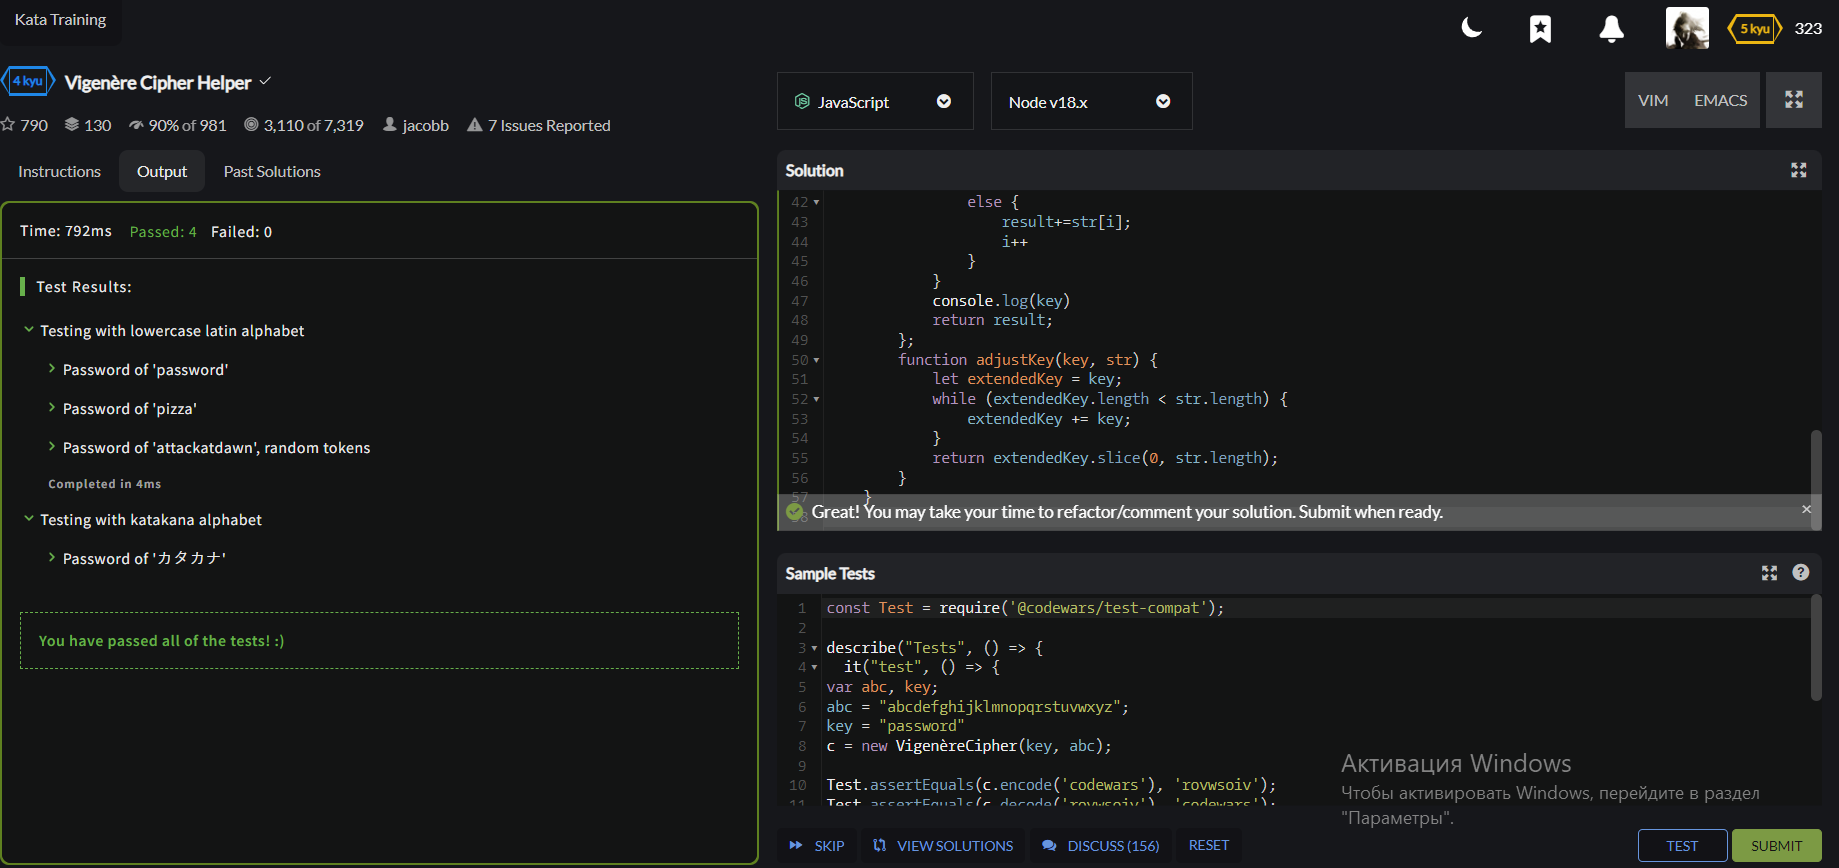 Kata Training
5 kyu 323
4 kyu Vigenère Cipher Helper
790 130 90% of 981 3,110 of 7,319 jacobb 7 Issues Reported
Instructions Output Past Solutions
Time: 792ms Passed: 4 Failed: 0
Test Results:
Testing with lowercase latin alphabet
Password of 'password'
Password of 'pizza'
Password of 'attackatdawn', random tokens
Completed in 4ms
Testing with katakana alphabet
Password of 'カタカナ'
You have passed all of the tests! :)
JavaScript Node v18.x VIM EMACS
Solution
42 else {
43 result+=str[i];
44 i++
45 }
46 }
47 console.log(key)
48 return result;
49 };
50 function adjustKey(key, str) {
51 let extendedKey = key;
52 while (extendedKey.length < str.length) {
53 extendedKey += key;
54 }
55 return extendedKey.slice(0, str.length);
56 }
57 }
58
Great! You may take your time to refactor/comment your solution. Submit when ready.
Sample Tests
1 const Test = require('@codewars/test-compat');
2
3 describe("Tests", () => {
4 it("test", () => {
5 var abc, key;
6 abc = "abcdefghijklmnopqrstuvwxyz";
7 key = "password"
8 c = new VigenèreCipher(key, abc);
9
10 Test.assertEquals(c.encode('codewars'), 'rovwsoiv');
11 Test.assertEquals(c.decode('rovwsoiv'), 'codewars');
Активация Windows
Чтобы активировать Windows, перейдите в раздел
"Параметры".
SKIP VIEW SOLUTIONS DISCUSS (156) RESET TEST SUBMIT